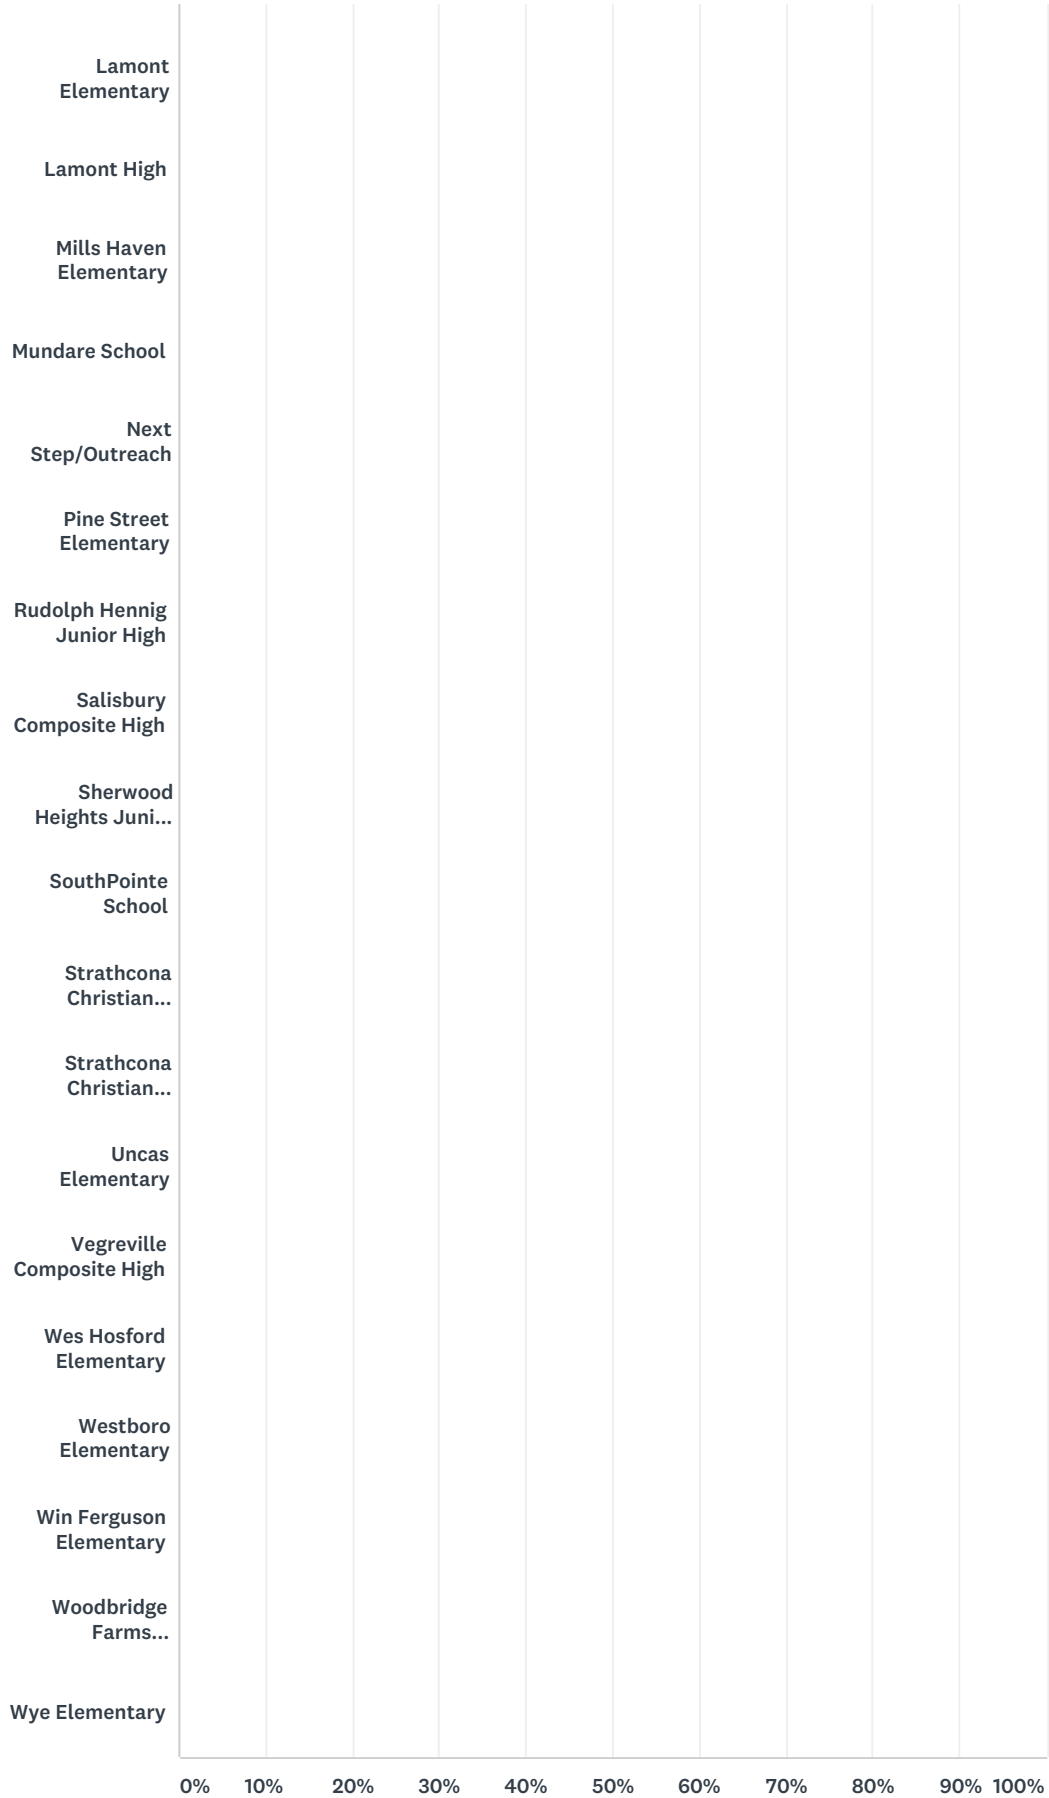 Lamont
Elementary
Lamont High
Mills Haven
Elementary
Mundare School
Next
Step/Outreach
Pine Street
Elementary
Rudolph Hennig
Junior High
Salisbury
Composite High
Sherwood
Heights Juni...
SouthPointe
School
Strathcona
Christian...
Strathcona
Christian...
Uncas
Elementary
Vegreville
Composite High
Wes Hosford
Elementary
Westboro
Elementary
Win Ferguson
Elementary
Woodbridge
Farms...
Wye Elementary
0% 10% 20% 30% 40% 50% 60% 70% 80% 90% 100%